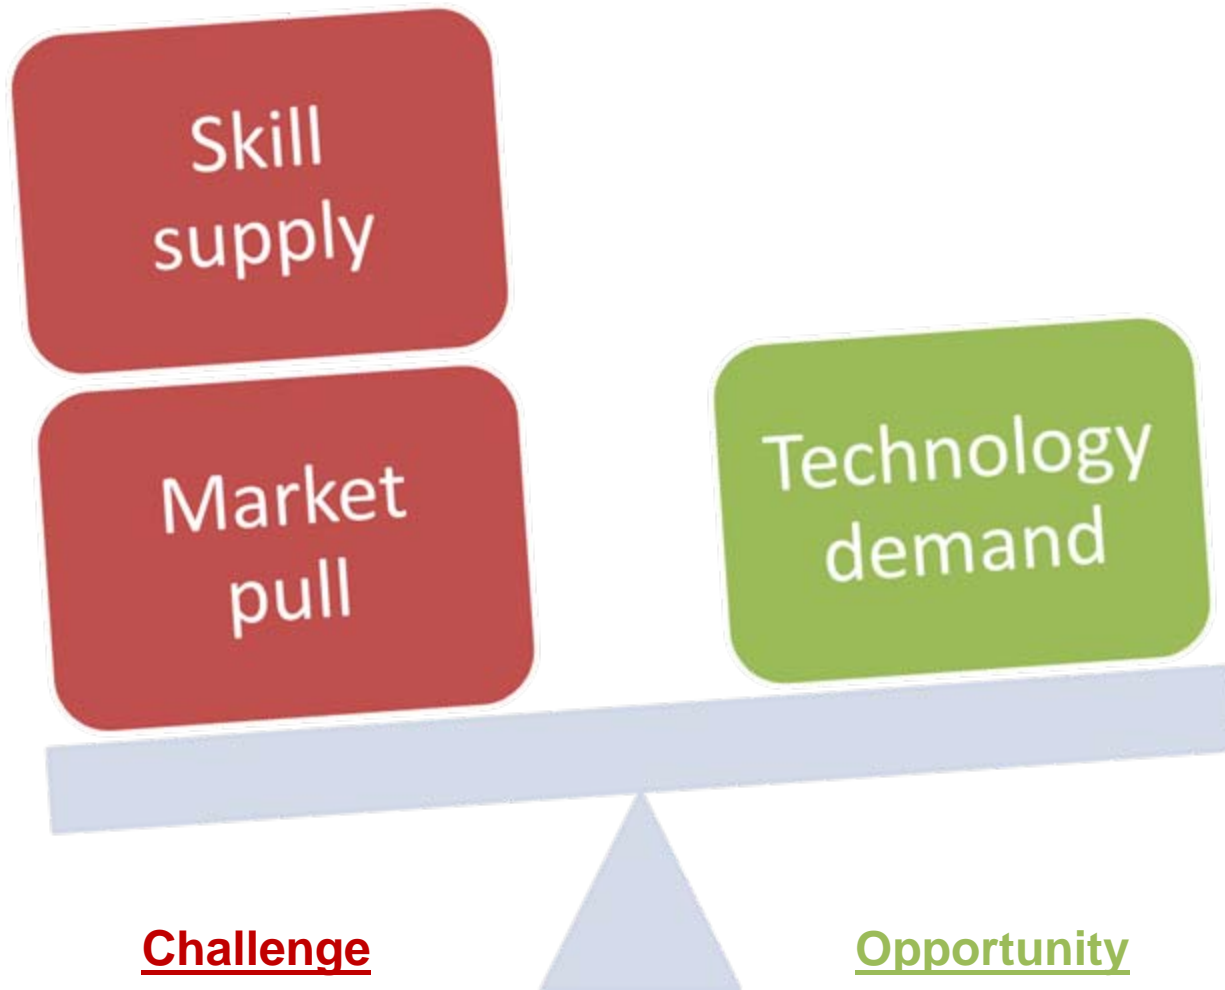 Skill
supply
Market
pull
Technology
demand
Challenge
Opportunity